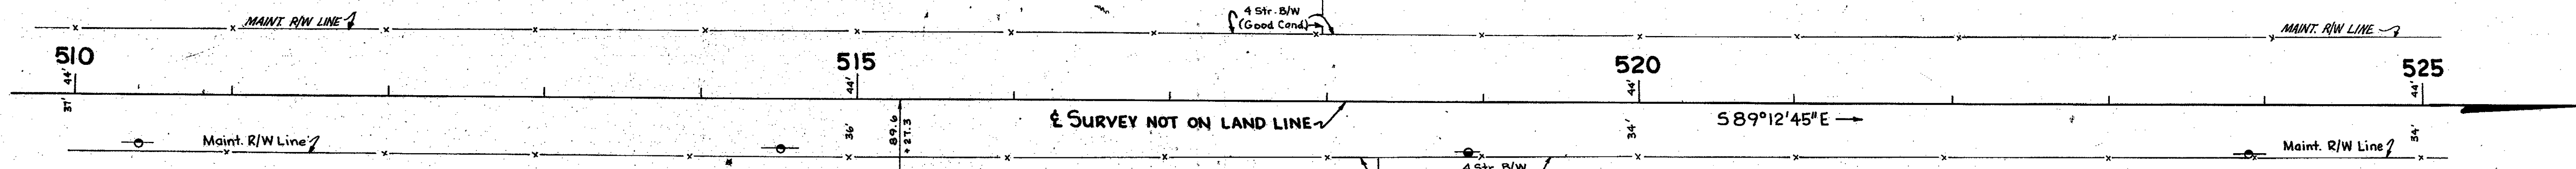 4 Str. B/W
(Good Cond)
MAINT. R/W LINE
MAINT. R/W LINE
510
515
520
525
44'
44'
44'
44'
37'
36'
34'
34'
89.6
+27.3
℄ SURVEY NOT ON LAND LINE
S 89°12'45"E
Maint. R/W Line
Maint. R/W Line
4 Str. B/W